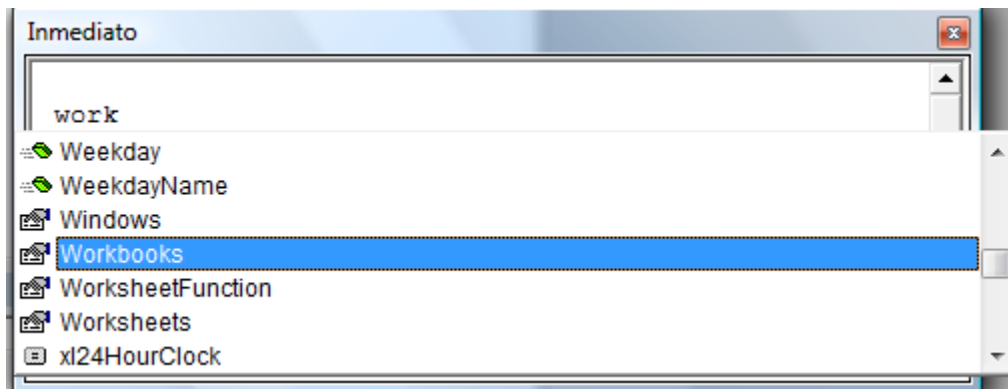 Inmediato
work
Weekday
WeekdayName
Windows
Workbooks
WorksheetFunction
Worksheets
xl24HourClock